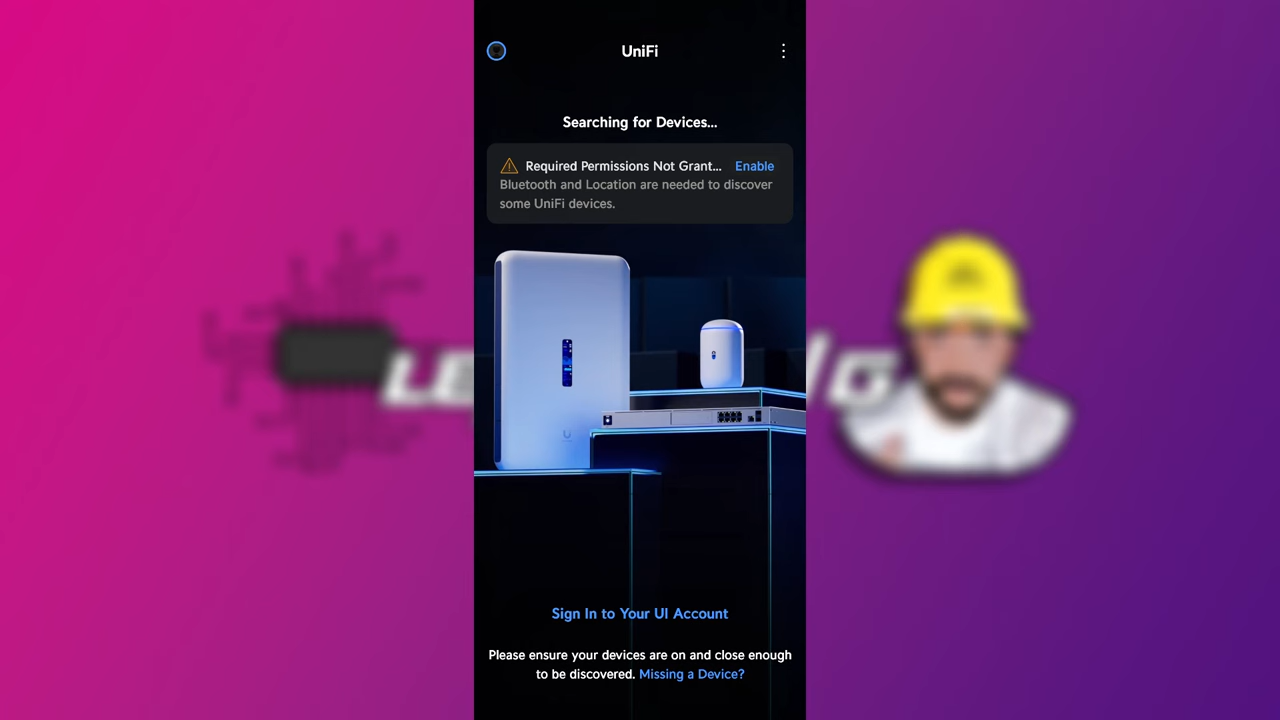 UniFi
Searching for Devices...
Required Permissions Not Grant... Enable
Bluetooth and Location are needed to discover
some UniFi devices.
Sign In to Your UI Account
Please ensure your devices are on and close enough
to be discovered. Missing a Device?